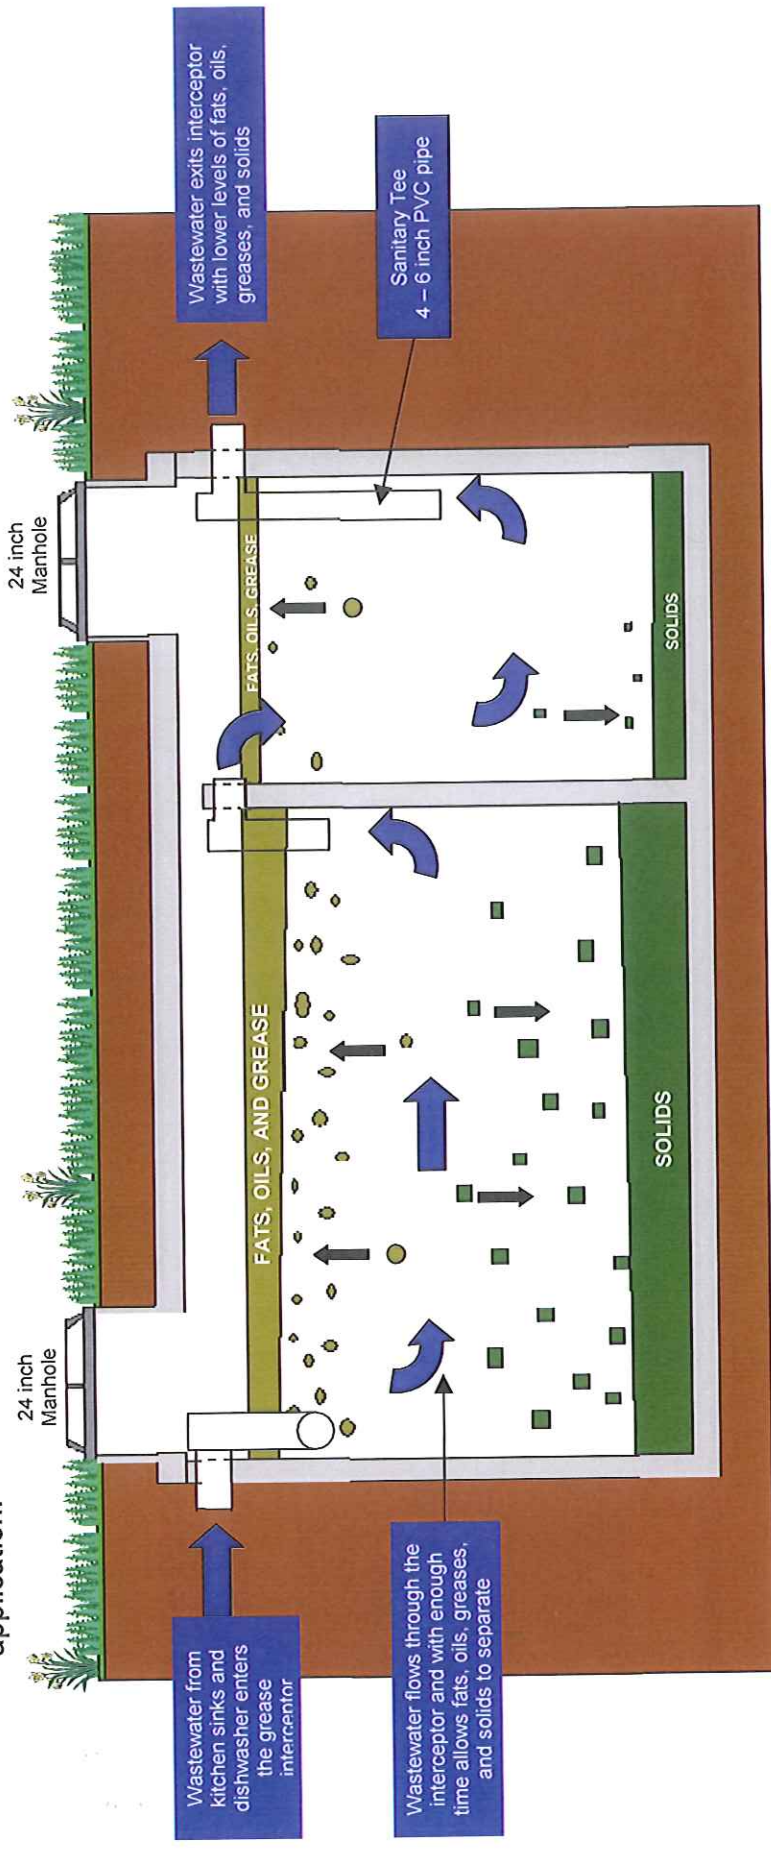 application.
24 inch
Manhole
24 inch
Manhole
Wastewater from
kitchen sinks and
dishwasher enters
the grease
interceptor
Wastewater exits interceptor
with lower levels of fats, oils,
greases, and solids
FATS, OILS, AND GREASE
FATS, OILS, GREASE
Sanitary Tee
4 – 6 inch PVC pipe
Wastewater flows through the
interceptor and with enough
time allows fats, oils, greases,
and solids to separate
SOLIDS
SOLIDS